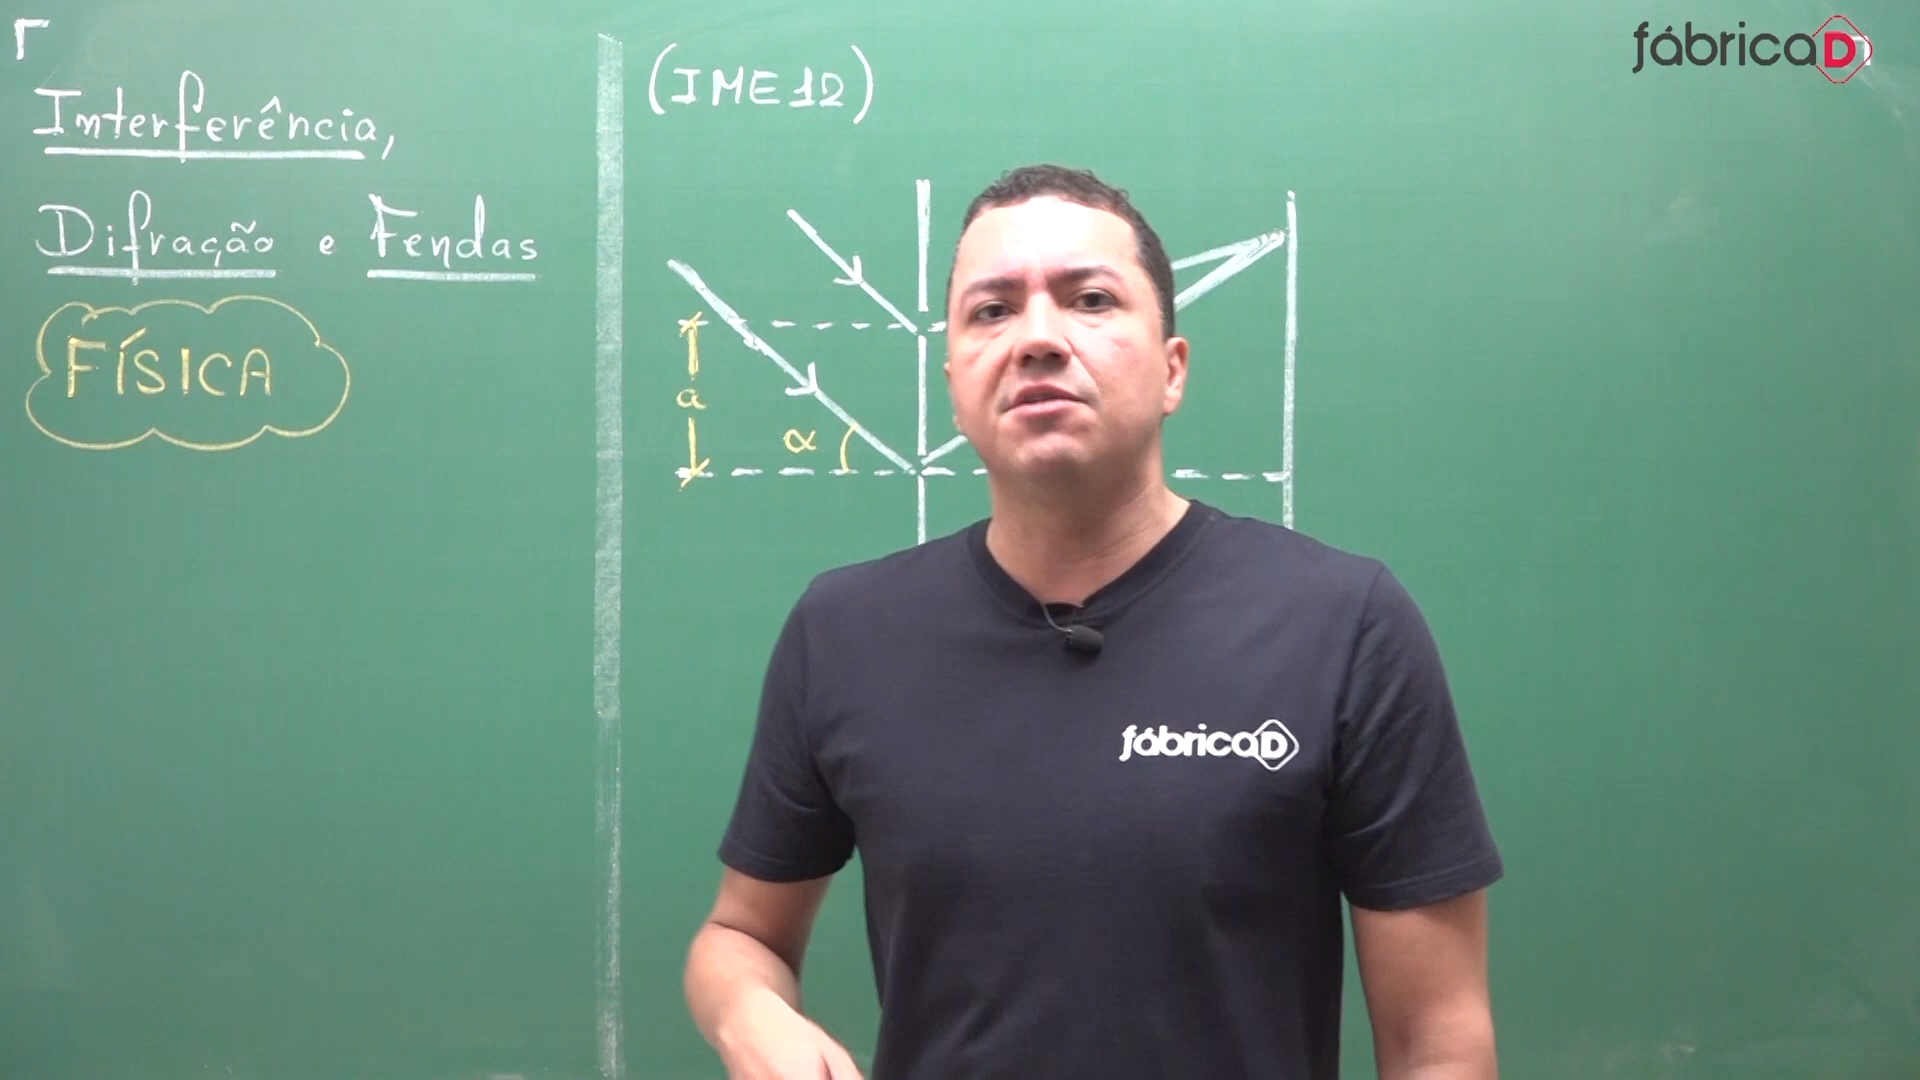 Interferência,
Difração e Fendas
FÍSICA
(IME 12)
a
α
fábricaD
fábricaD